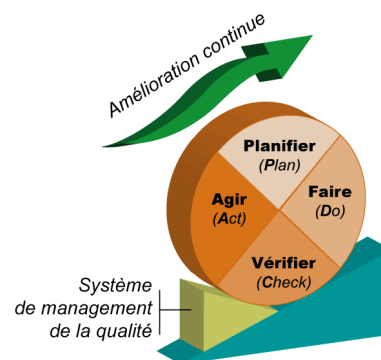 Amélioration continue
Planifier
(Plan)
Faire
(Do)
Agir
(Act)
Vérifier
(Check)
Système
de management
de la qualité